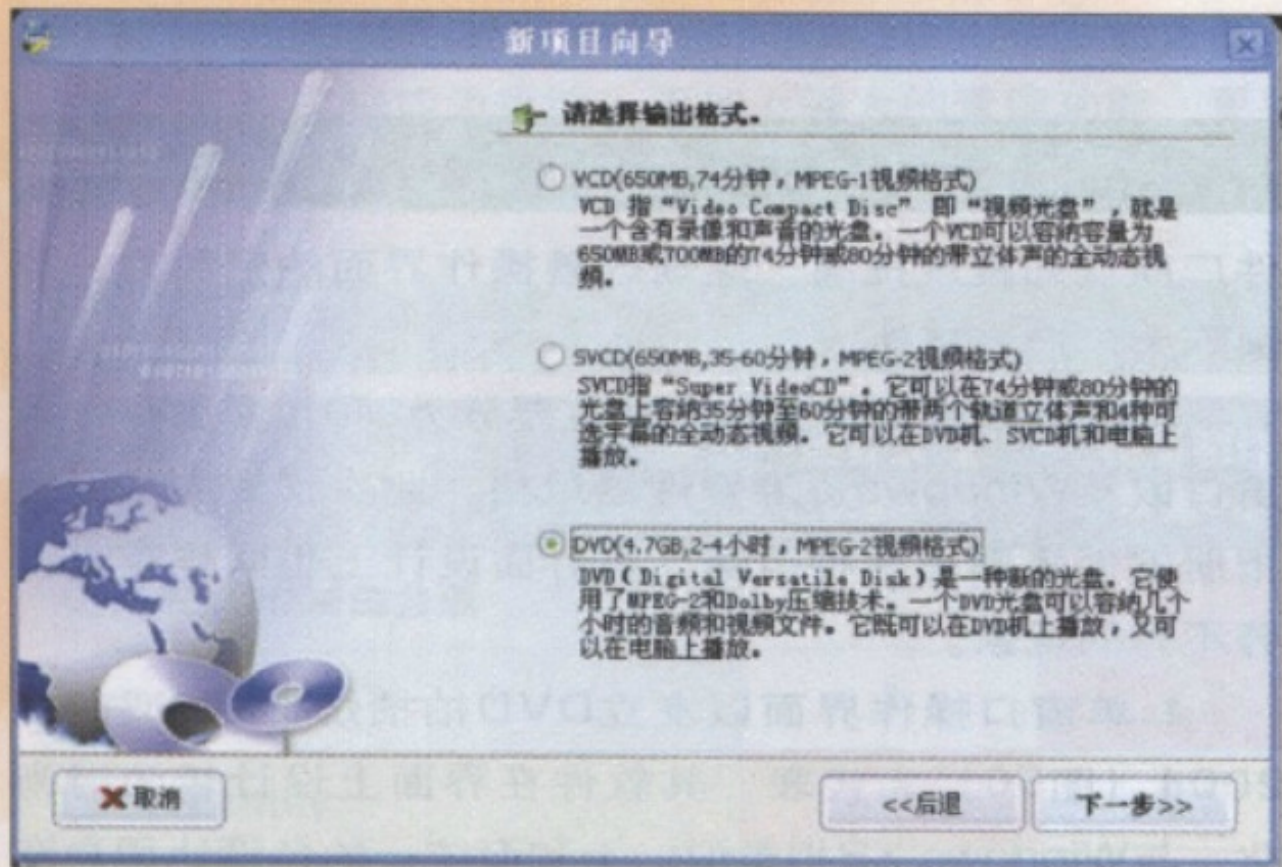 新项目向导
请选择输出格式。
VCD(650MB,74分钟，MPEG-1视频格式)
VCD 指“Video Compact Disc” 即“视频光盘”，就是
一个含有录像和声音的光盘。一个VCD可以容纳容量为
650MB或700MB的74分钟或80分钟的带立体声的全动态视
频。
SVCD(650MB,35-60分钟，MPEG-2视频格式)
SVCD指“Super VideoCD”。它可以在74分钟或80分钟的
光盘上容纳35分钟至60分钟的带两个轨道立体声和4种可
选字幕的全动态视频。它可以在DVD机、SVCD机和电脑上
播放。
DVD(4.7GB,2-4小时，MPEG-2视频格式)
DVD（Digital Versatile Disk）是一种新的光盘。它使
用了MPEG-2和Dolby压缩技术。一个DVD光盘可以容纳几个
小时的音频和视频文件。它既可以在DVD机上播放，又可
以在电脑上播放。
取消
<<后退
下一步>>